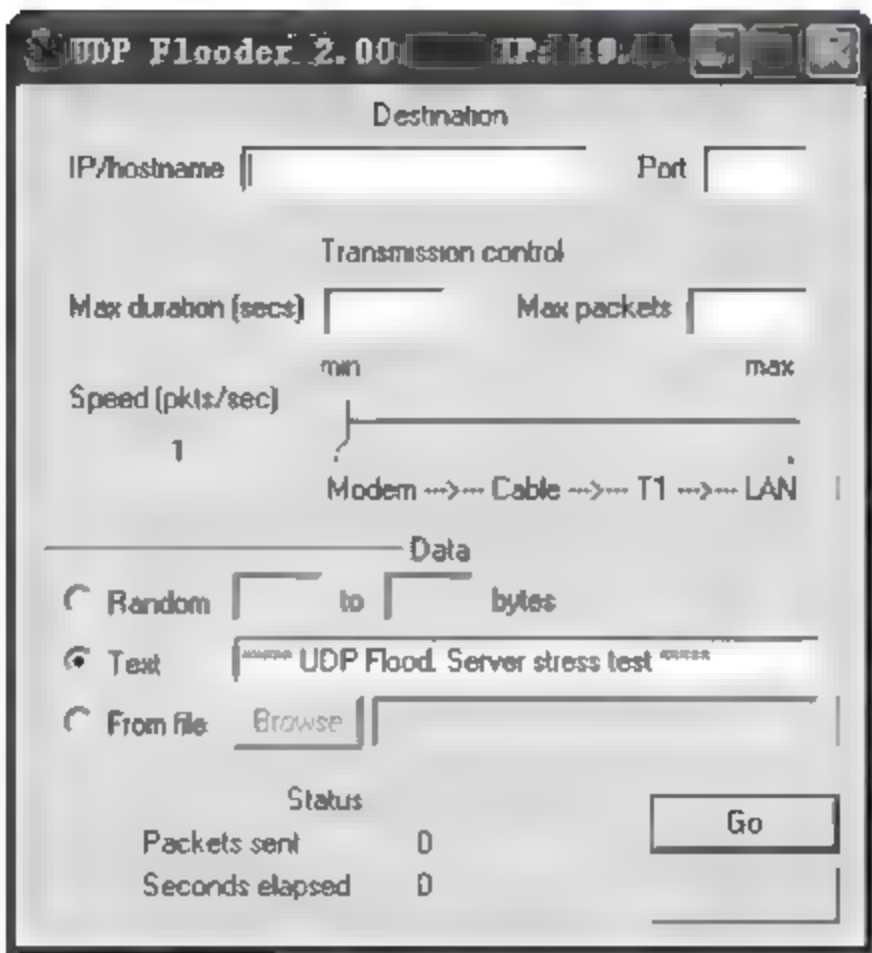 UDP Flooder 2.00
Destination
IP/hostname Port
Transmission control
Max duration (secs) Max packets
min max
Speed (pkts/sec)
1
Modem --->--- Cable --->--- T1 --->--- LAN
Data
Random to bytes
Text ***** UDP Flood. Server stress test *****
From file Browse
Status
Go
Packets sent 0
Seconds elapsed 0